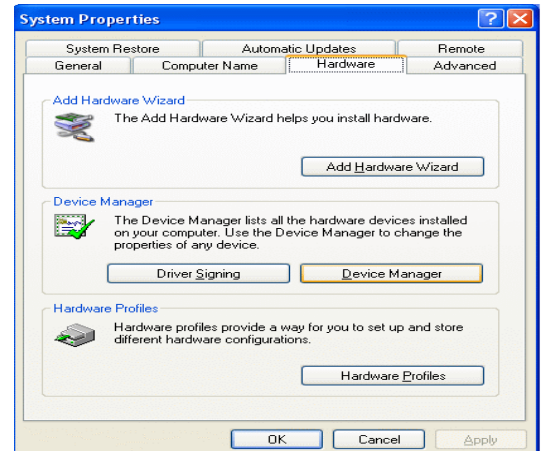 System Properties
System Restore Automatic Updates Remote
General Computer Name Hardware Advanced
Add Hardware Wizard
The Add Hardware Wizard helps you install hardware.
Add Hardware Wizard
Device Manager
The Device Manager lists all the hardware devices installed
on your computer. Use the Device Manager to change the
properties of any device.
Driver Signing Device Manager
Hardware Profiles
Hardware profiles provide a way for you to set up and store
different hardware configurations.
Hardware Profiles
OK Cancel Apply